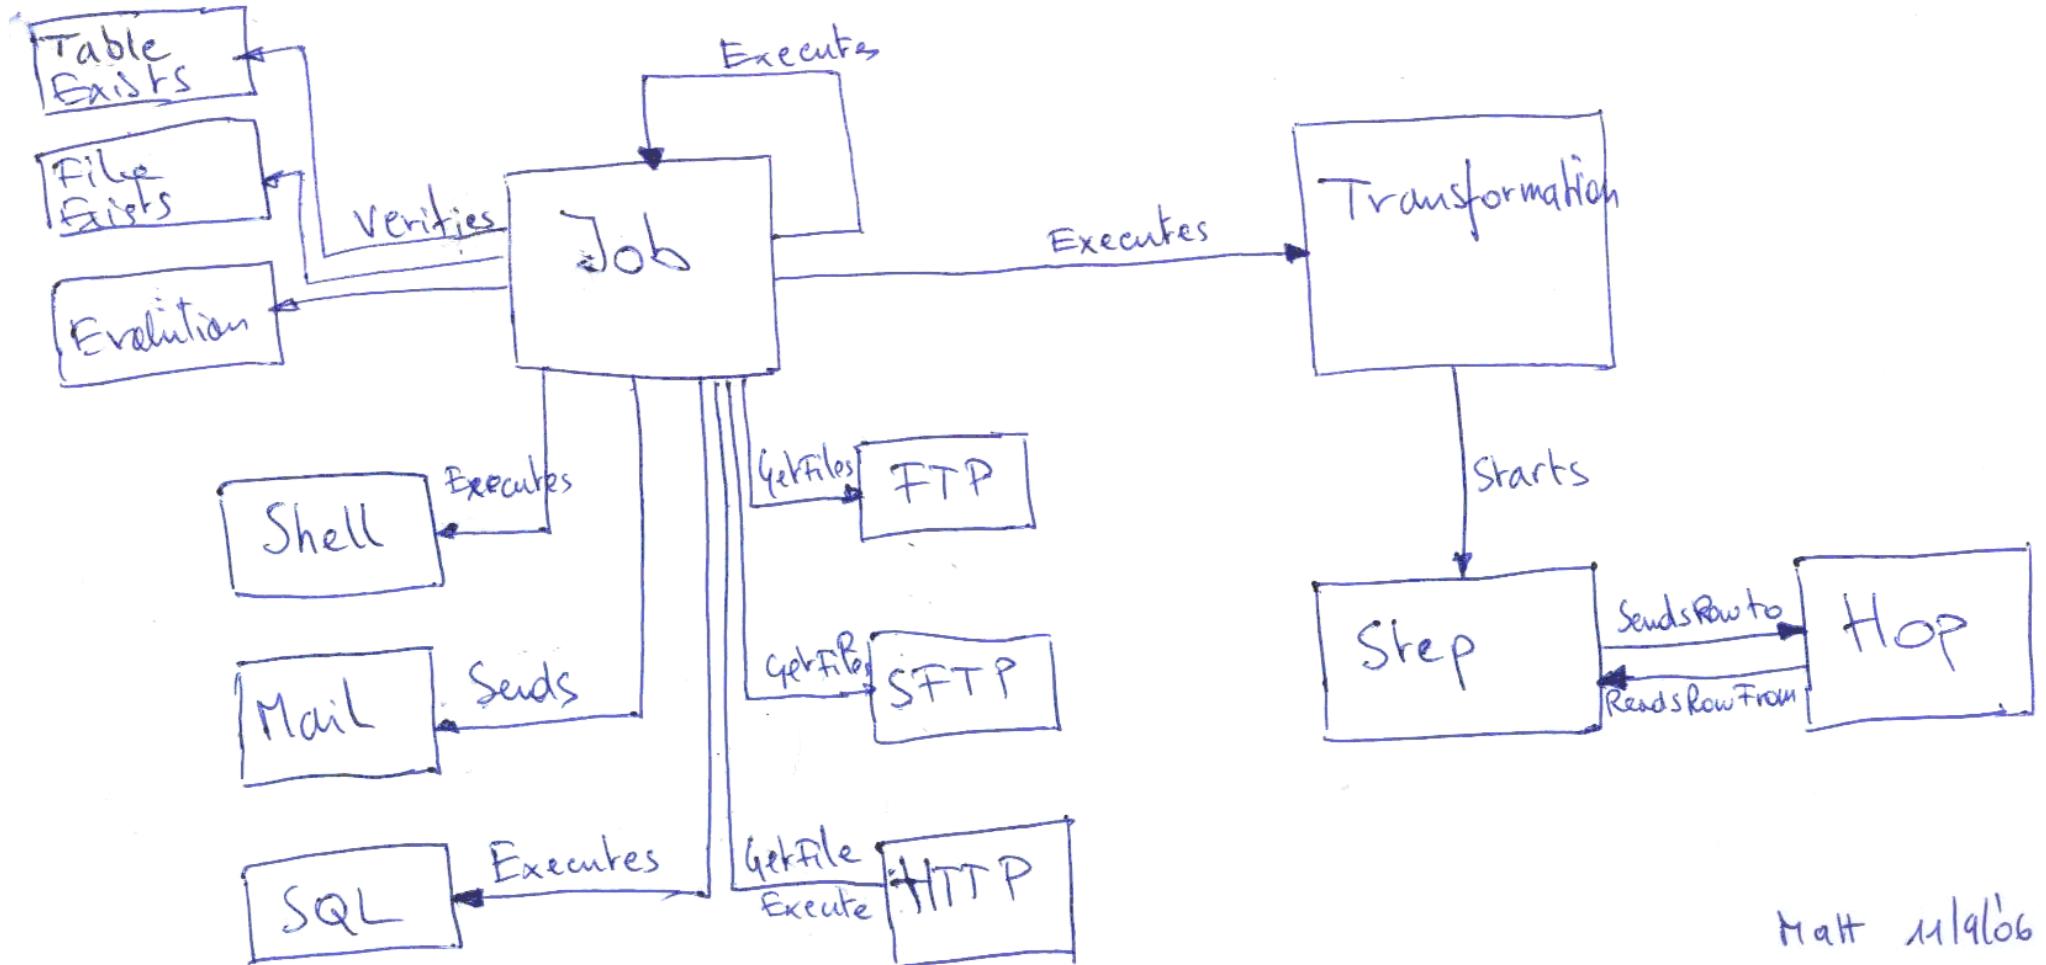 Table
Exists
Executes
File
Exists
Verifies
Job
Executes
Transformation
Evalution
Executes
Shell
GetFiles
FTP
Starts
Sends
Mail
GetFiles
SFTP
Step
SendsRowto
Hop
ReadsRowFrom
Executes
SQL
GetFile
Execute
HTTP
Matt 11/9/'06